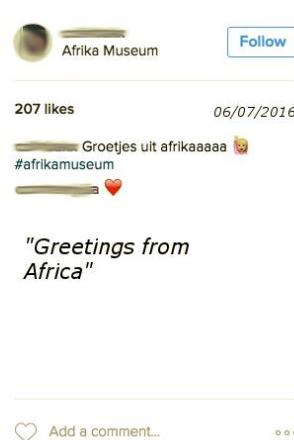 Afrika Museum
Follow
207 likes
06/07/2016
Groetjes uit afrikaaaaa 🙋🏼
#afrikamuseum
❤️
"Greetings from
Africa"
Add a comment...